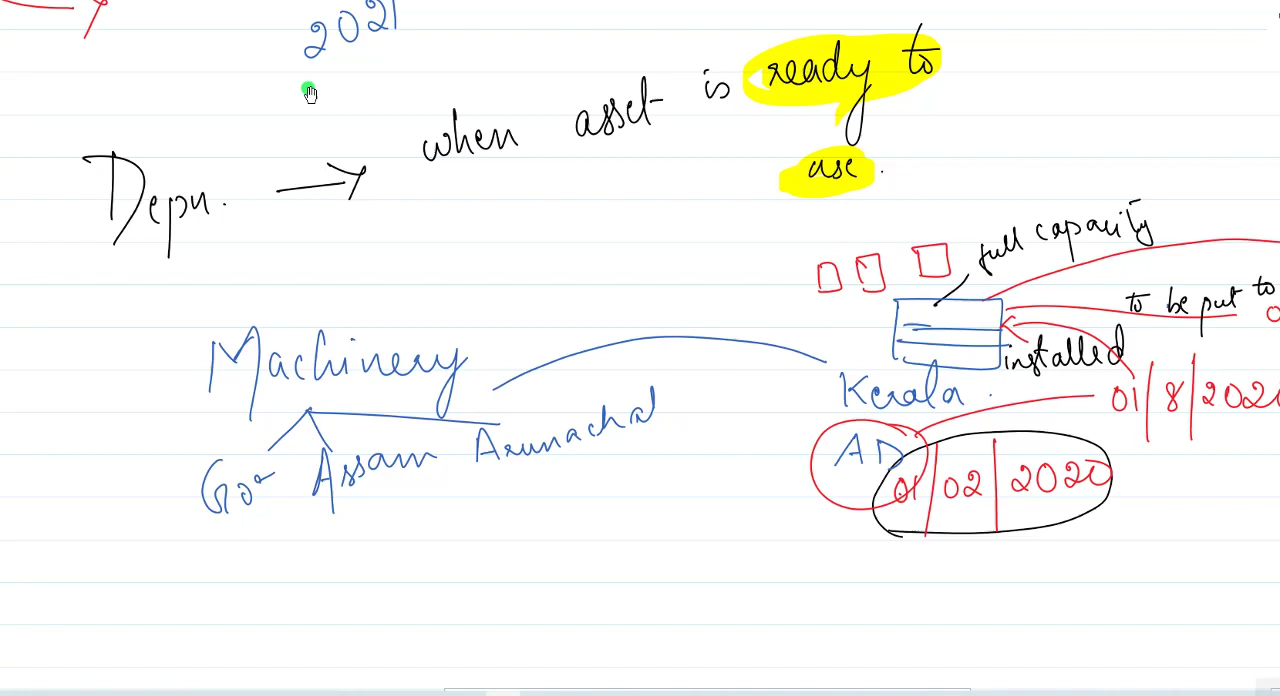 2021
Depn. → when asset is ready to
use.
full capacity
to be put to
installed
Machinery
Kerala.
01/8/202
Goa Assam Arunachal
AD
01/02/2020